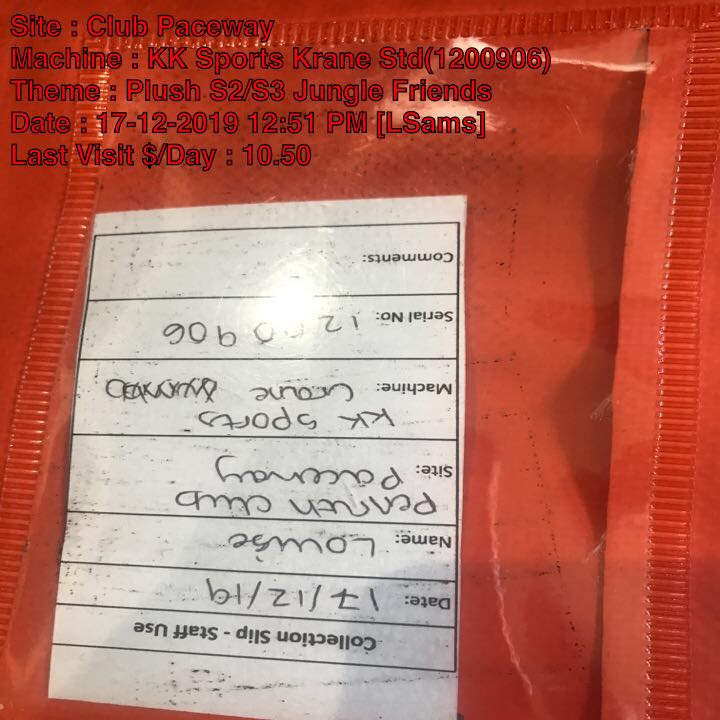 Site : Club Paceway
Machine : KK Sports Krane Std(1200906)
Theme : Plush S2/S3 Jungle Friends
Date : 17-12-2019 12:51 PM [LSams]
Last Visit $/Day : 10.50
Collection Slip - Staff Use
Date: 17/12/19
Name: Louise
Penrith Club
Site: Paceway
KK Sports
Machine: Crane
Serial No: 1200906
Comments: